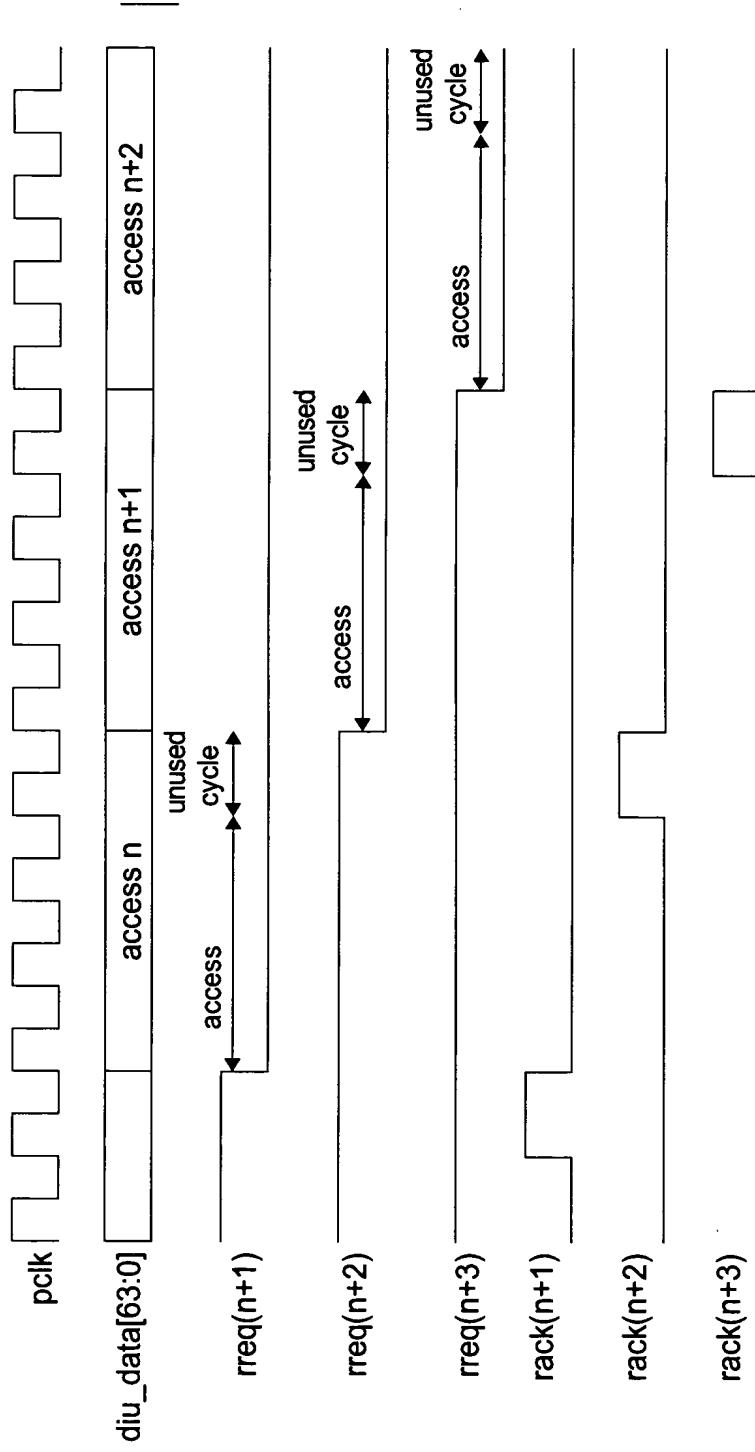 pclk
diu_data[63:0]
access n
access n+1
access n+2
rreq(n+1)
access
unused
cycle
rreq(n+2)
access
unused
cycle
rreq(n+3)
access
unused
cycle
rack(n+1)
rack(n+2)
rack(n+3)